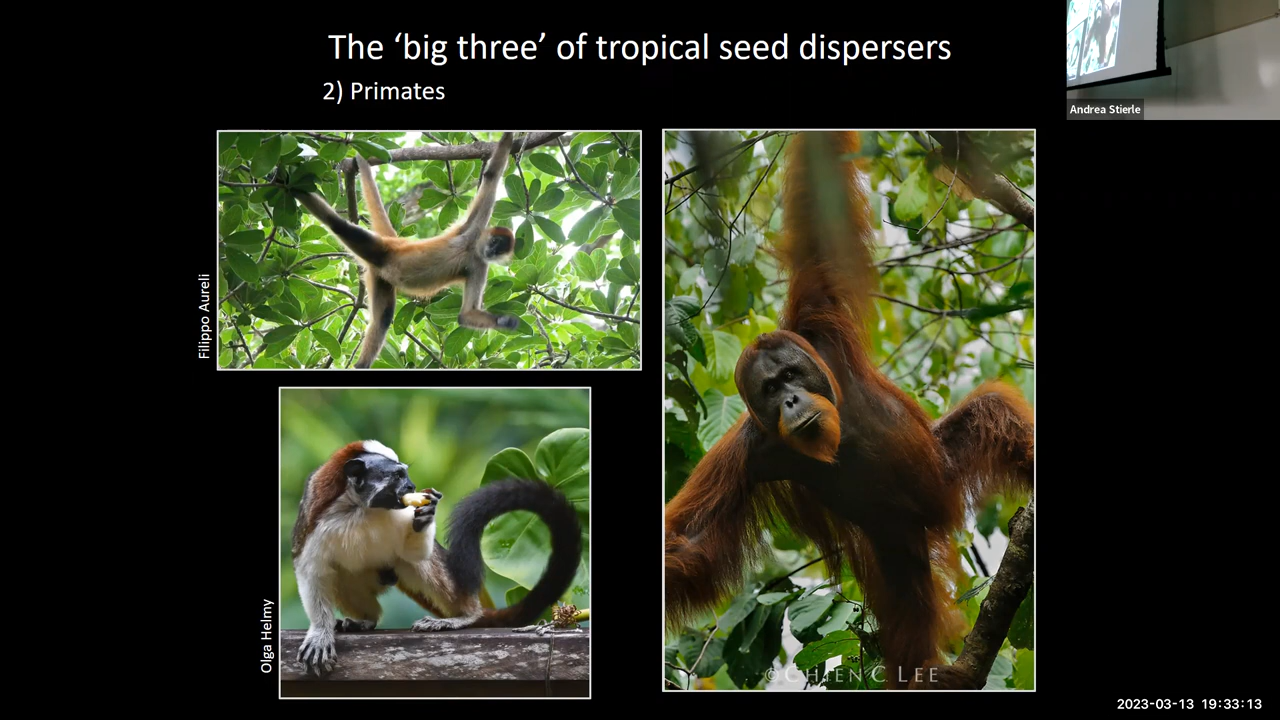 The ‘big three’ of tropical seed dispersers
2) Primates
Andrea Stierle
Filippo Aureli
Olga Helmy
©CHIEN C. LEE
2023-03-13 19:33:13